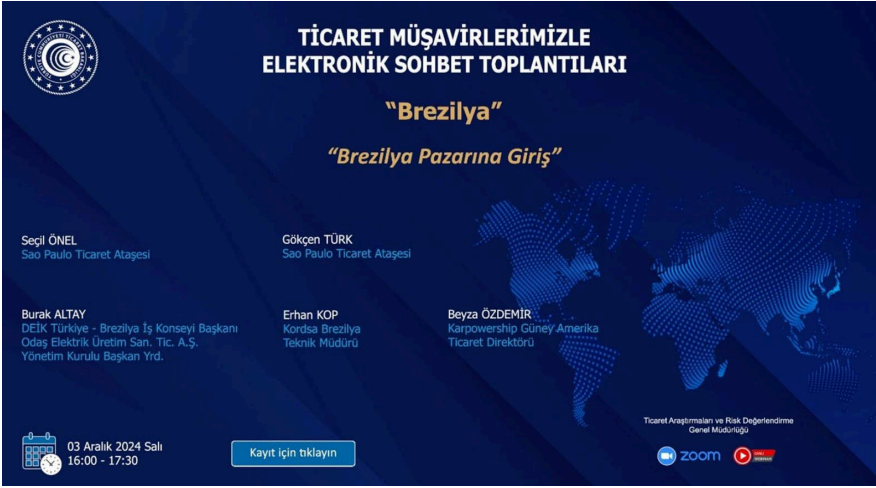 TİCARET MÜŞAVİRLERİMİZLE
ELEKTRONİK SOHBET TOPLANTILARI
“Brezilya”
“Brezilya Pazarına Giriş”
Seçil ÖNEL
Sao Paulo Ticaret Ataşesi
Gökçen TÜRK
Sao Paulo Ticaret Ataşesi
Burak ALTAY
DEİK Türkiye - Brezilya İş Konseyi Başkanı
Odaş Elektrik Üretim San. Tic. A.Ş.
Yönetim Kurulu Başkan Yrd.
Erhan KOP
Kordsa Brezilya
Teknik Müdürü
Beyza ÖZDEMİR
Karpowership Güney Amerika
Ticaret Direktörü
03 Aralık 2024 Salı
16:00 - 17:30
Kayıt için tıklayın
Ticaret Araştırmaları ve Risk Değerlendirme
Genel Müdürlüğü
zoom